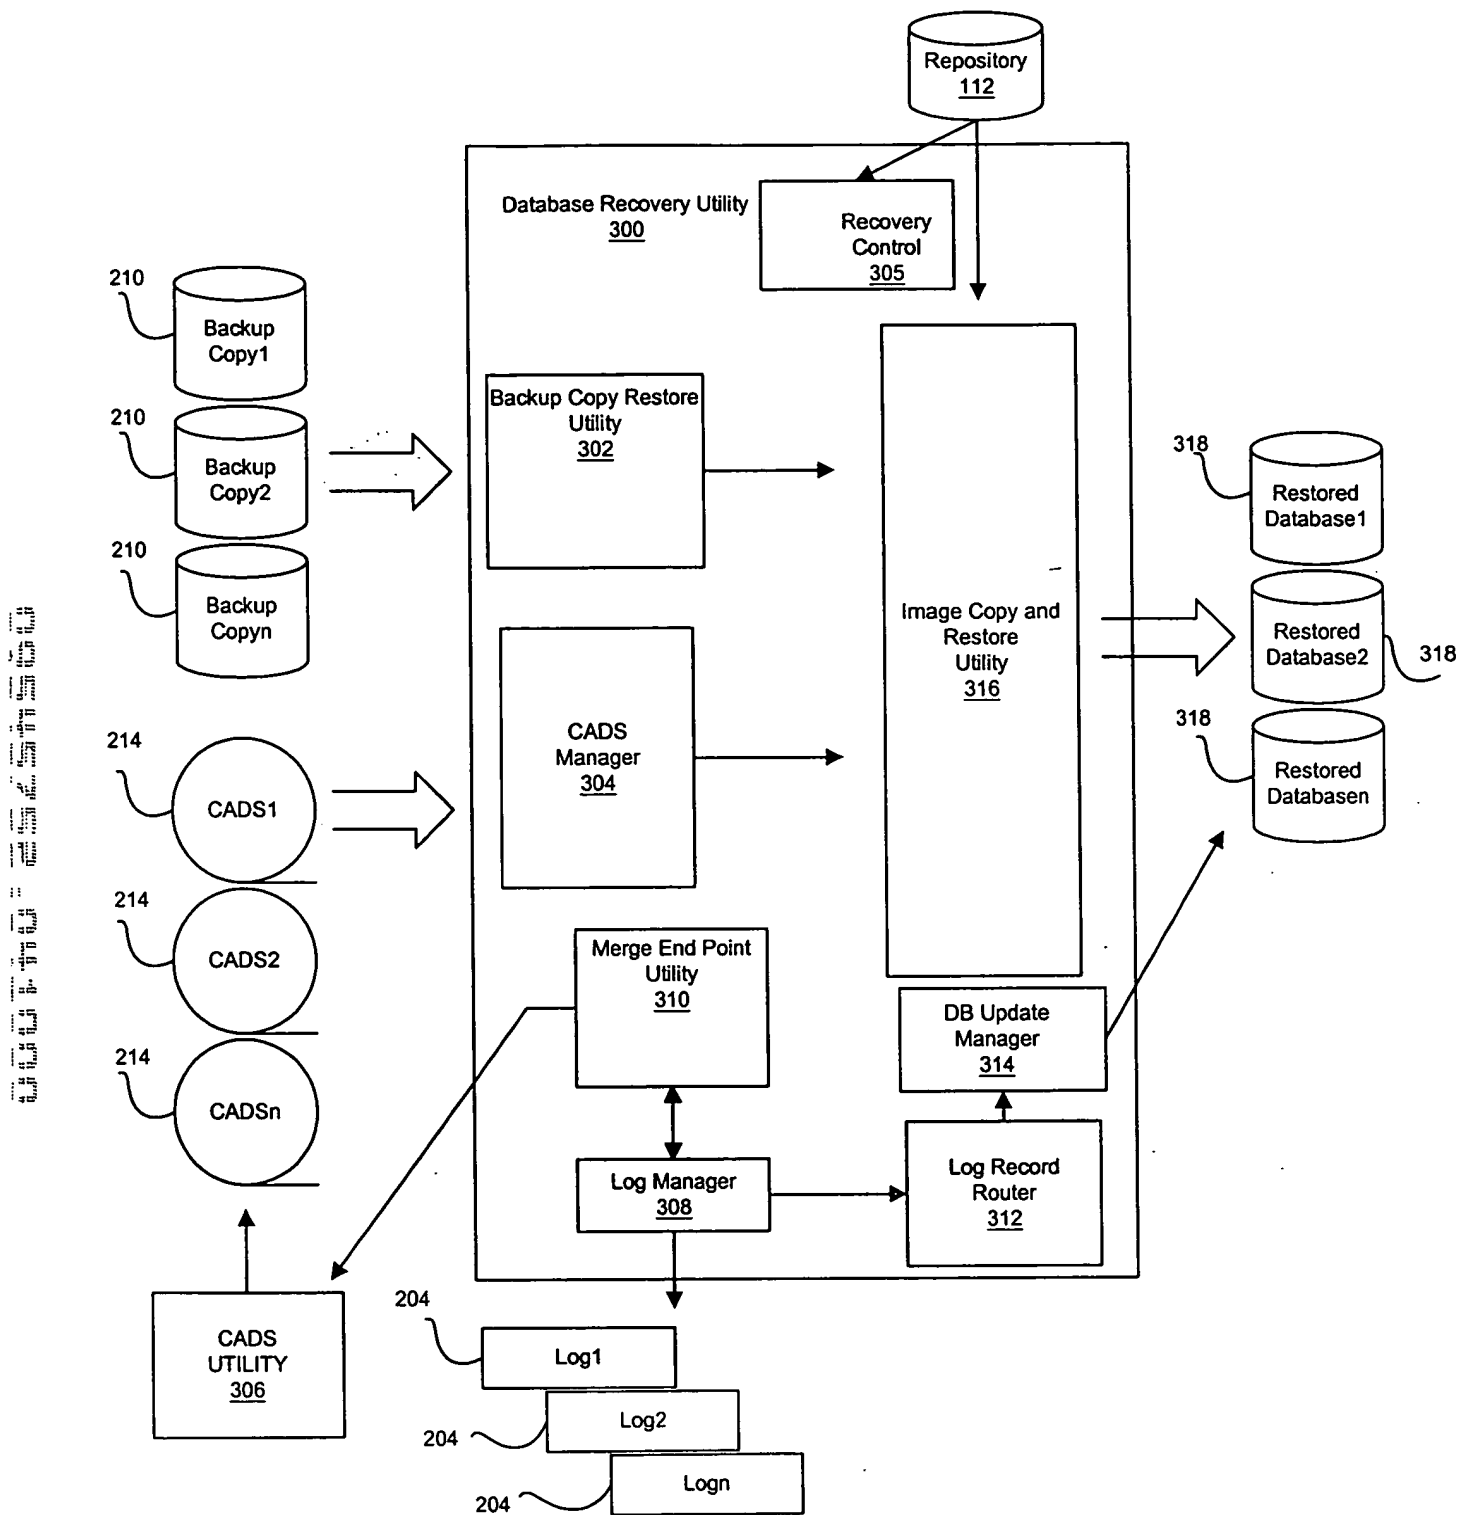 Repository
112
Database Recovery Utility
300
Recovery
Control
305
210
Backup
Copy1
210
Backup
Copy2
210
Backup
Copyn
Backup Copy Restore
Utility
302
Image Copy and
Restore
Utility
316
318
Restored
Database1
Restored
Database2
318
318
Restored
Databasen
CADS
Manager
304
214
CADS1
214
CADS2
214
CADSn
Merge End Point
Utility
310
DB Update
Manager
314
Log Manager
308
Log Record
Router
312
CADS
UTILITY
306
204
Log1
204
Log2
204
Logn